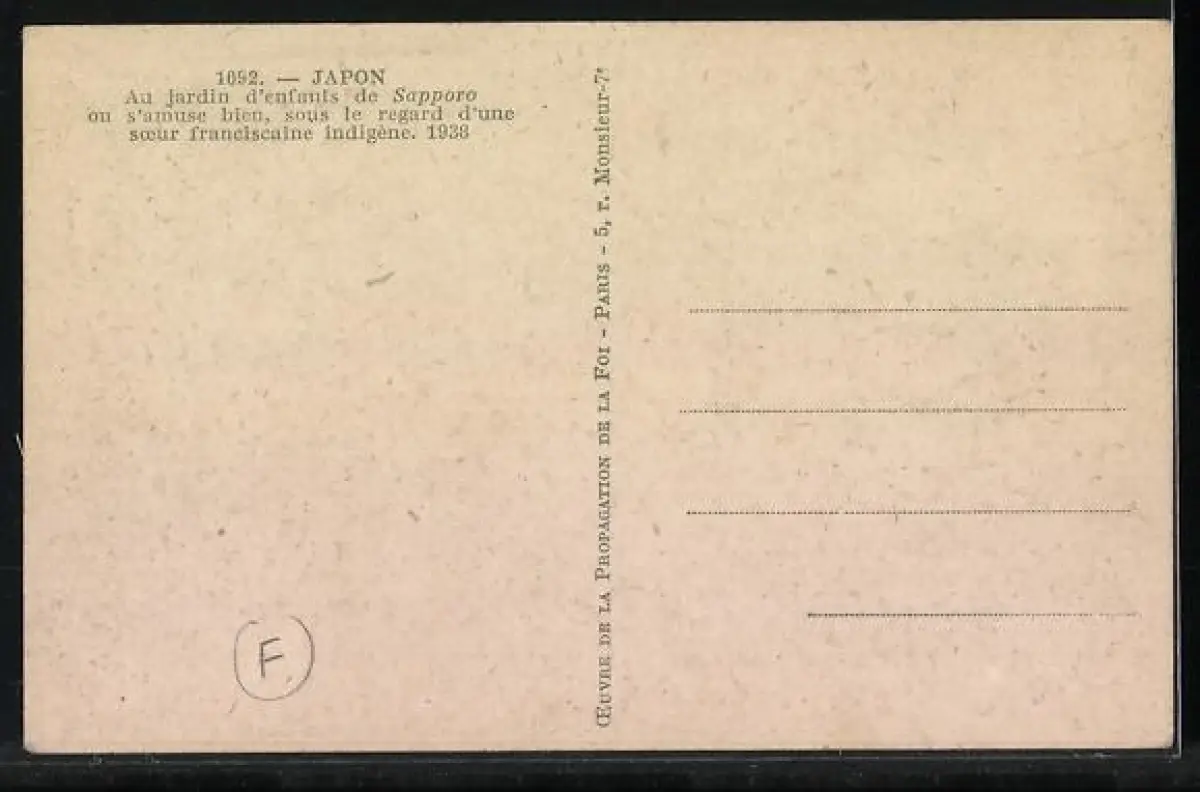 1092. — JAPON
Au jardin d'enfants de Sapporo
on s'amuse bien, sous le regard d'une
sœur franciscaine indigène. 1938
ŒUVRE DE LA PROPAGATION DE LA FOI - PARIS - 5, r. Monsieur-7e
F